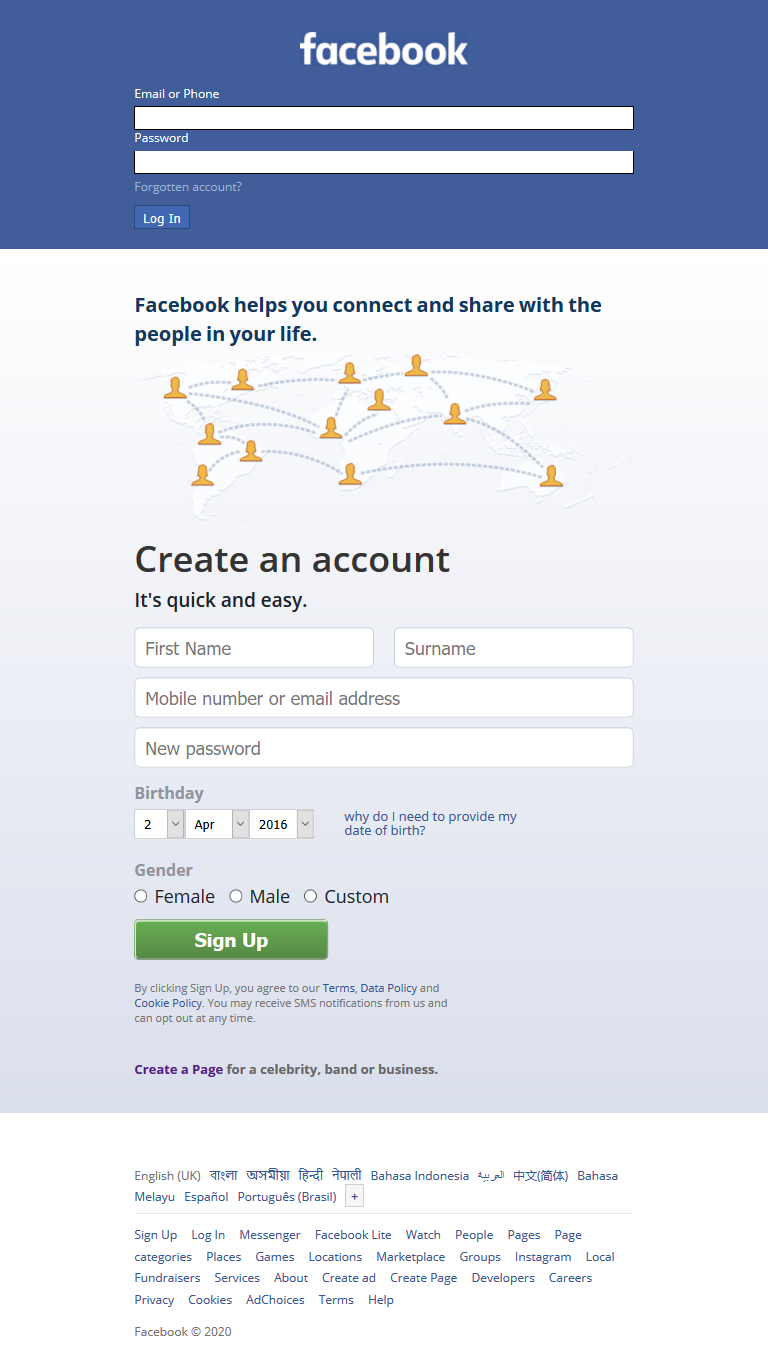 facebook
Email or Phone
Password
Forgotten account?
Log In
Facebook helps you connect and share with the
people in your life.
Create an account
It's quick and easy.
First Name Surname
Mobile number or email address
New password
Birthday
2 Apr 2016 why do I need to provide my
date of birth?
Gender
Female Male Custom
Sign Up
By clicking Sign Up, you agree to our Terms, Data Policy and
Cookie Policy. You may receive SMS notifications from us and
can opt out at any time.
Create a Page for a celebrity, band or business.
English (UK) বাংলা অসমীয়া हिन्दी नेपाली Bahasa Indonesia العربية 中文(简体) Bahasa
Melayu Español Português (Brasil) +
Sign Up Log In Messenger Facebook Lite Watch People Pages Page
categories Places Games Locations Marketplace Groups Instagram Local
Fundraisers Services About Create ad Create Page Developers Careers
Privacy Cookies AdChoices Terms Help
Facebook © 2020